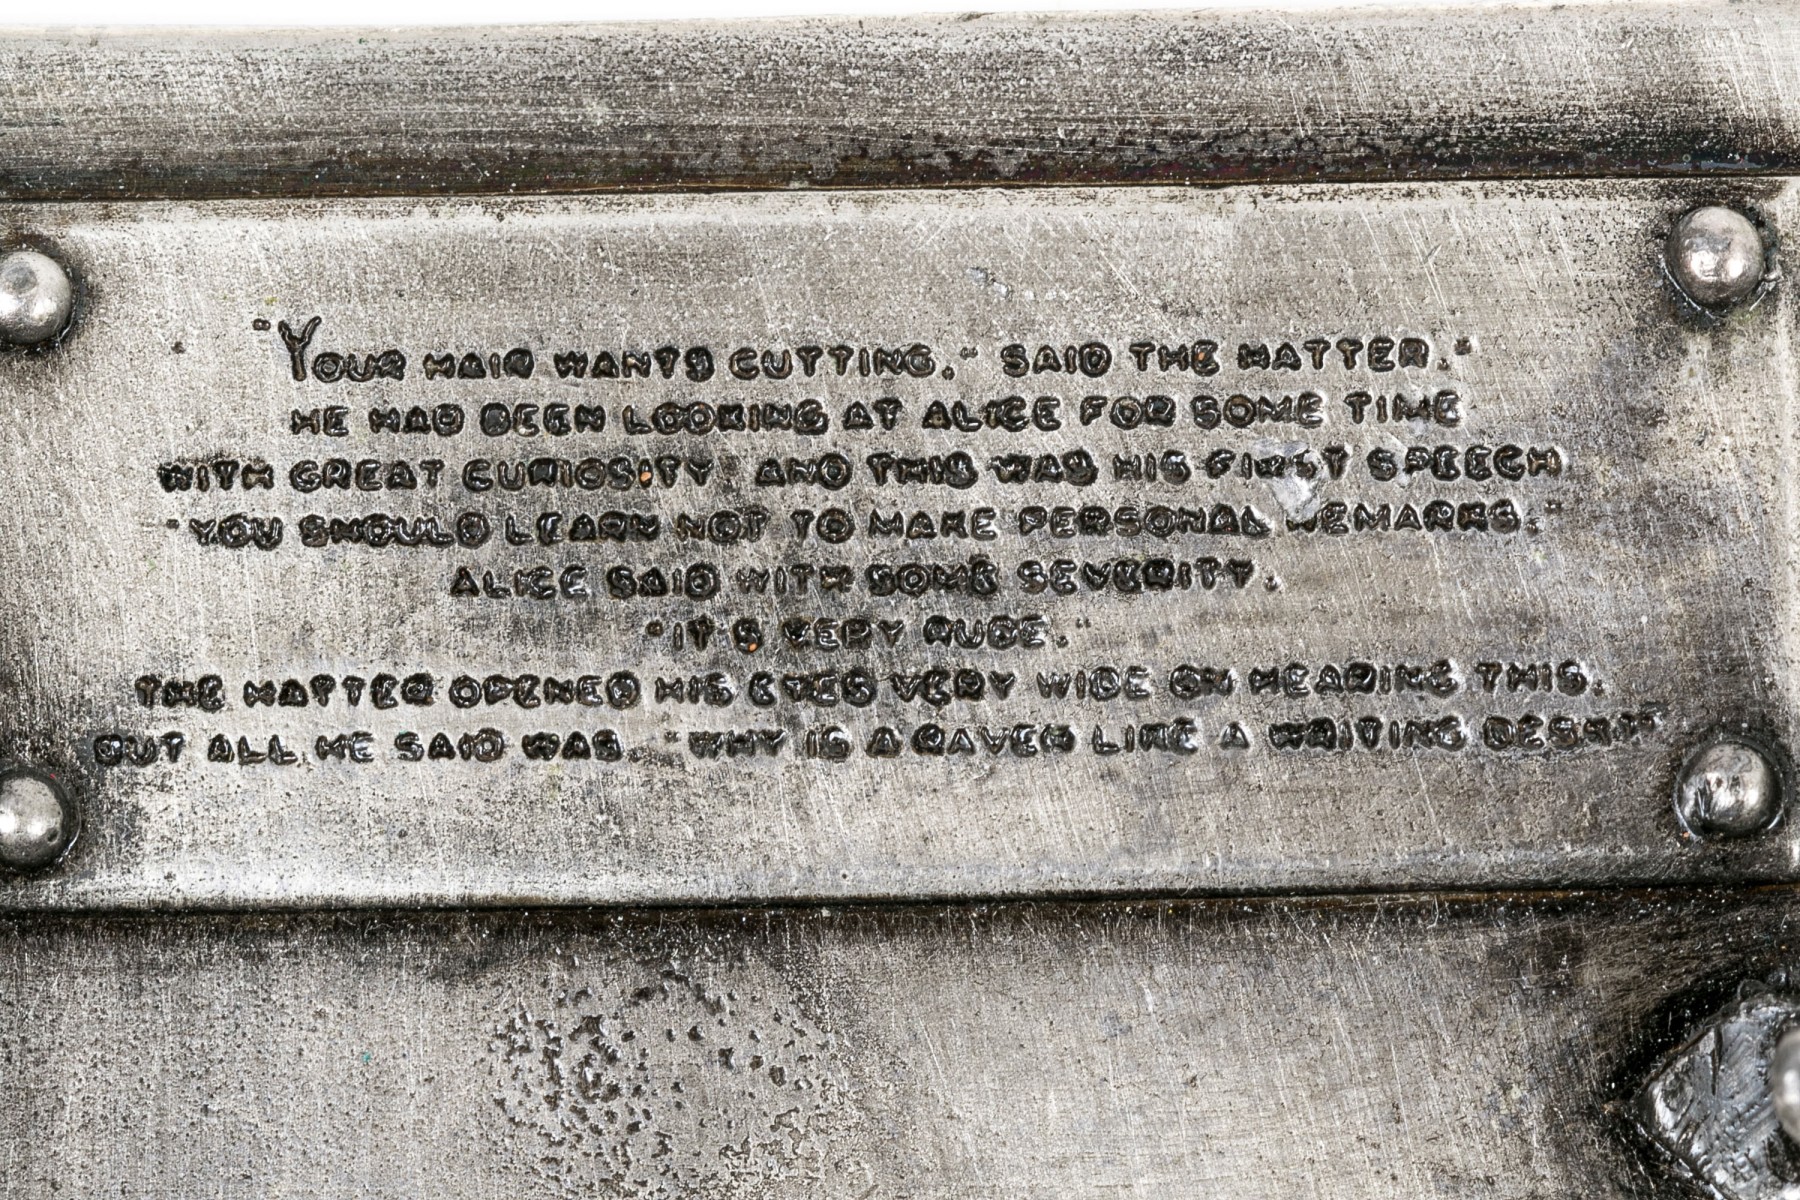 "YOUR HAIR WANTS CUTTING," SAID THE HATTER."
HE HAD BEEN LOOKING AT ALICE FOR SOME TIME
WITH GREAT CURIOSITY AND THIS WAS HIS FIRST SPEECH
"YOU SHOULD LEARN NOT TO MAKE PERSONAL REMARKS."
ALICE SAID WITH SOME SEVERITY.
"IT'S VERY RUDE."
THE HATTER OPENED HIS EYES VERY WIDE ON HEARING THIS.
BUT ALL HE SAID WAS. "WHY IS A RAVEN LIKE A WRITING DESK?"